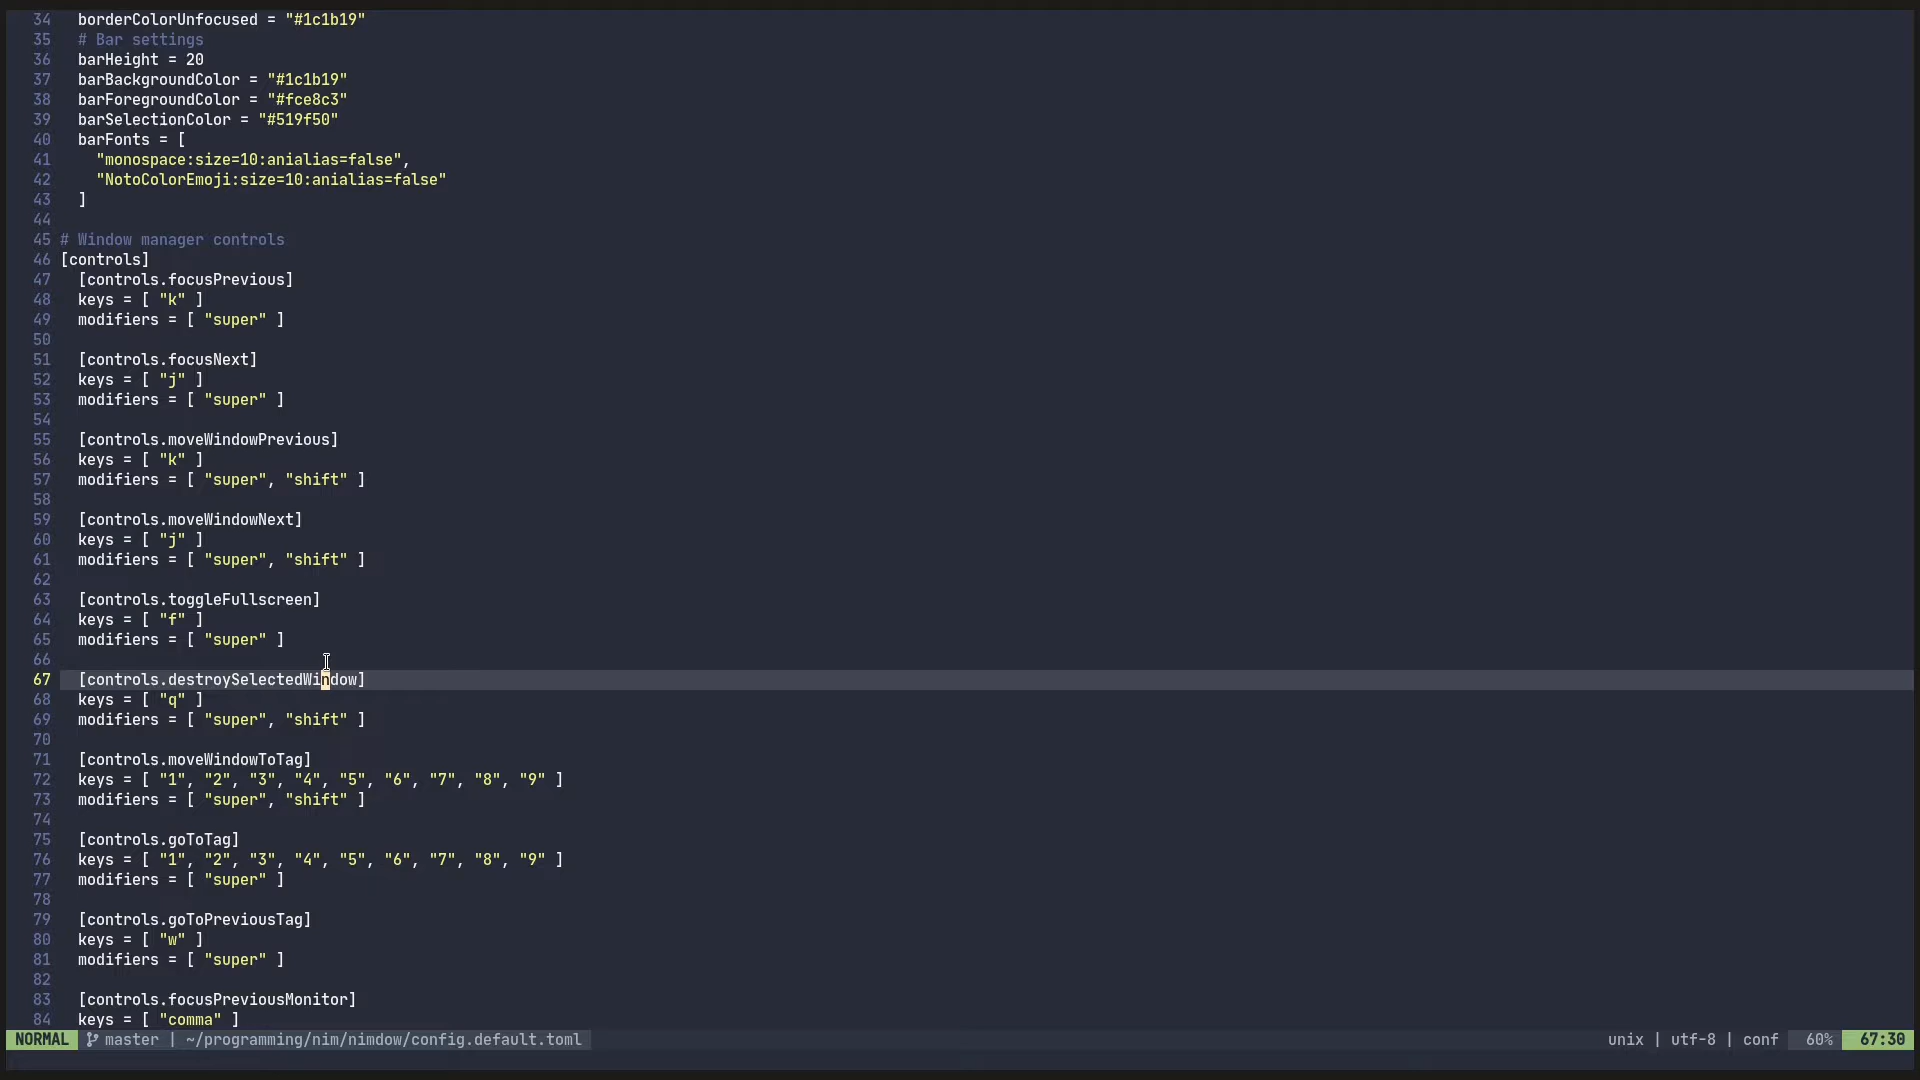 34 borderColorUnfocused = "#1c1b19"
35 # Bar settings
36 barHeight = 20
37 barBackgroundColor = "#1c1b19"
38 barForegroundColor = "#fce8c3"
39 barSelectionColor = "#519f50"
40 barFonts = [
41 "monospace:size=10:anialias=false",
42 "NotoColorEmoji:size=10:anialias=false"
43 ]
44
45 # Window manager controls
46 [controls]
47 [controls.focusPrevious]
48 keys = [ "k" ]
49 modifiers = [ "super" ]
50
51 [controls.focusNext]
52 keys = [ "j" ]
53 modifiers = [ "super" ]
54
55 [controls.moveWindowPrevious]
56 keys = [ "k" ]
57 modifiers = [ "super", "shift" ]
58
59 [controls.moveWindowNext]
60 keys = [ "j" ]
61 modifiers = [ "super", "shift" ]
62
63 [controls.toggleFullscreen]
64 keys = [ "f" ]
65 modifiers = [ "super" ]
66
67 [controls.destroySelectedWindow]
68 keys = [ "q" ]
69 modifiers = [ "super", "shift" ]
70
71 [controls.moveWindowToTag]
72 keys = [ "1", "2", "3", "4", "5", "6", "7", "8", "9" ]
73 modifiers = [ "super", "shift" ]
74
75 [controls.goToTag]
76 keys = [ "1", "2", "3", "4", "5", "6", "7", "8", "9" ]
77 modifiers = [ "super" ]
78
79 [controls.goToPreviousTag]
80 keys = [ "w" ]
81 modifiers = [ "super" ]
82
83 [controls.focusPreviousMonitor]
84 keys = [ "comma" ]
NORMAL master | ~/programming/nim/nimdow/config.default.toml unix | utf-8 | conf 60% 67:30